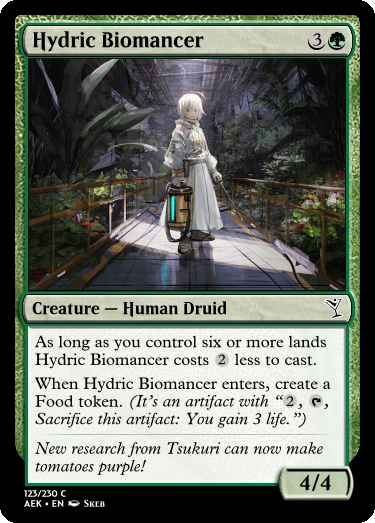 Hydric Biomancer 3
Creature — Human Druid
As long as you control six or more lands
Hydric Biomancer costs 2 less to cast.
When Hydric Biomancer enters, create a
Food token. (It's an artifact with “2, ,
Sacrifice this artifact: You gain 3 life.”)
New research from Tsukuri can now make
tomatoes purple!
4/4
123/230 C
AEK • EN SKEB